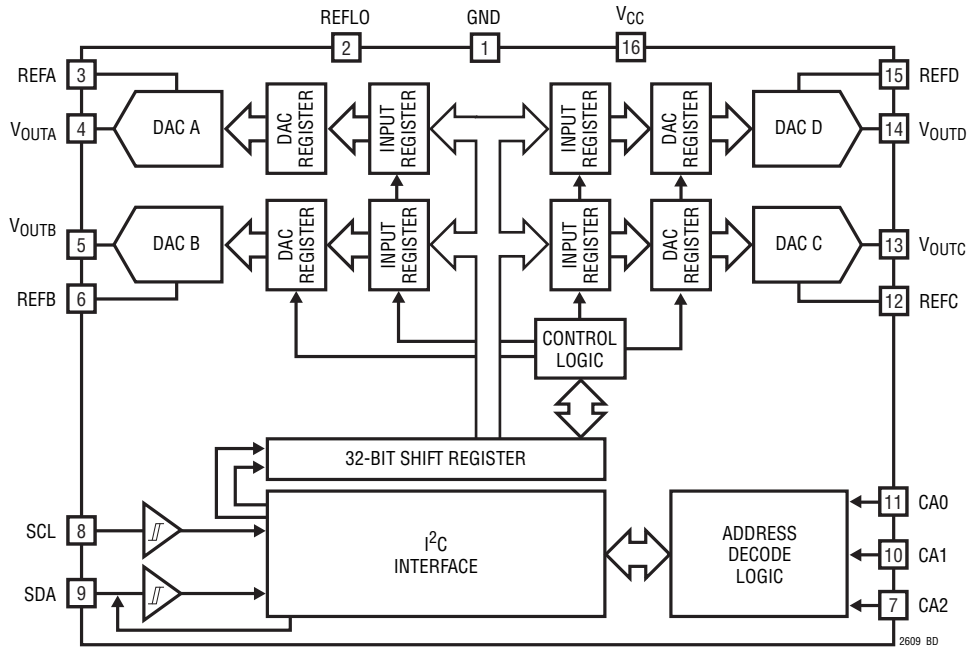 REFLO
GND
VCC
2
1
16
REFA
3
15
REFD
VOUTA
4
DAC A
DAC
REGISTER
INPUT
REGISTER
INPUT
REGISTER
DAC
REGISTER
DAC D
14
VOUTD
VOUTB
5
DAC B
DAC
REGISTER
INPUT
REGISTER
INPUT
REGISTER
DAC
REGISTER
DAC C
13
VOUTC
REFB
6
12
REFC
CONTROL
LOGIC
32-BIT SHIFT REGISTER
SCL
8
I²C
INTERFACE
ADDRESS
DECODE
LOGIC
11
CA0
10
CA1
SDA
9
7
CA2
2609 BD